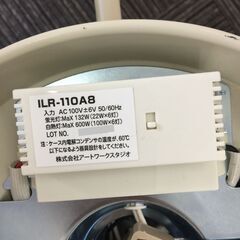 ILR-110A8
入力 AC100V±6V 50/60Hz
蛍光灯:MaX 132W(22W×6灯)
白熱灯:MaX 600W(100W×6灯)
LOT NO.
注:ケース内電解コンデンサの温度が、60℃
以下になるよう器具設計してください。
株式会社アートワークスタジオ